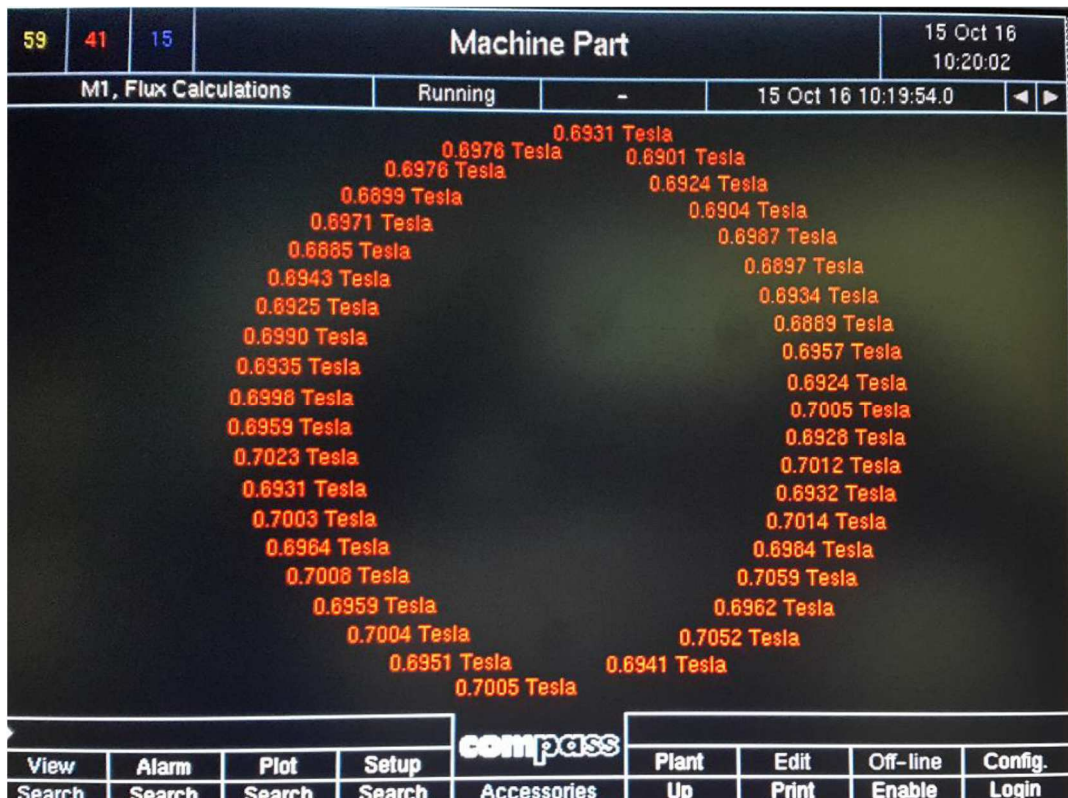 59 41 15 Machine Part 15 Oct 16
10:20:02
M1, Flux Calculations Running - 15 Oct 16 10:19:54.0
0.6931 Tesla
0.6976 Tesla 0.6901 Tesla
0.6976 Tesla 0.6924 Tesla
0.6899 Tesla 0.6904 Tesla
0.6971 Tesla 0.6987 Tesla
0.6885 Tesla 0.6897 Tesla
0.6943 Tesla 0.6934 Tesla
0.6925 Tesla 0.6889 Tesla
0.6990 Tesla 0.6957 Tesla
0.6935 Tesla 0.6924 Tesla
0.6998 Tesla 0.7005 Tesla
0.6959 Tesla 0.6928 Tesla
0.7023 Tesla 0.7012 Tesla
0.6931 Tesla 0.6932 Tesla
0.7003 Tesla 0.7014 Tesla
0.6964 Tesla 0.6984 Tesla
0.7008 Tesla 0.7059 Tesla
0.6959 Tesla 0.6962 Tesla
0.7004 Tesla 0.7052 Tesla
0.6951 Tesla 0.6941 Tesla
0.7005 Tesla
compass
View Alarm Plot Setup Plant Edit Off-line Config.
Search Search Search Search Accessories Up Print Enable Login